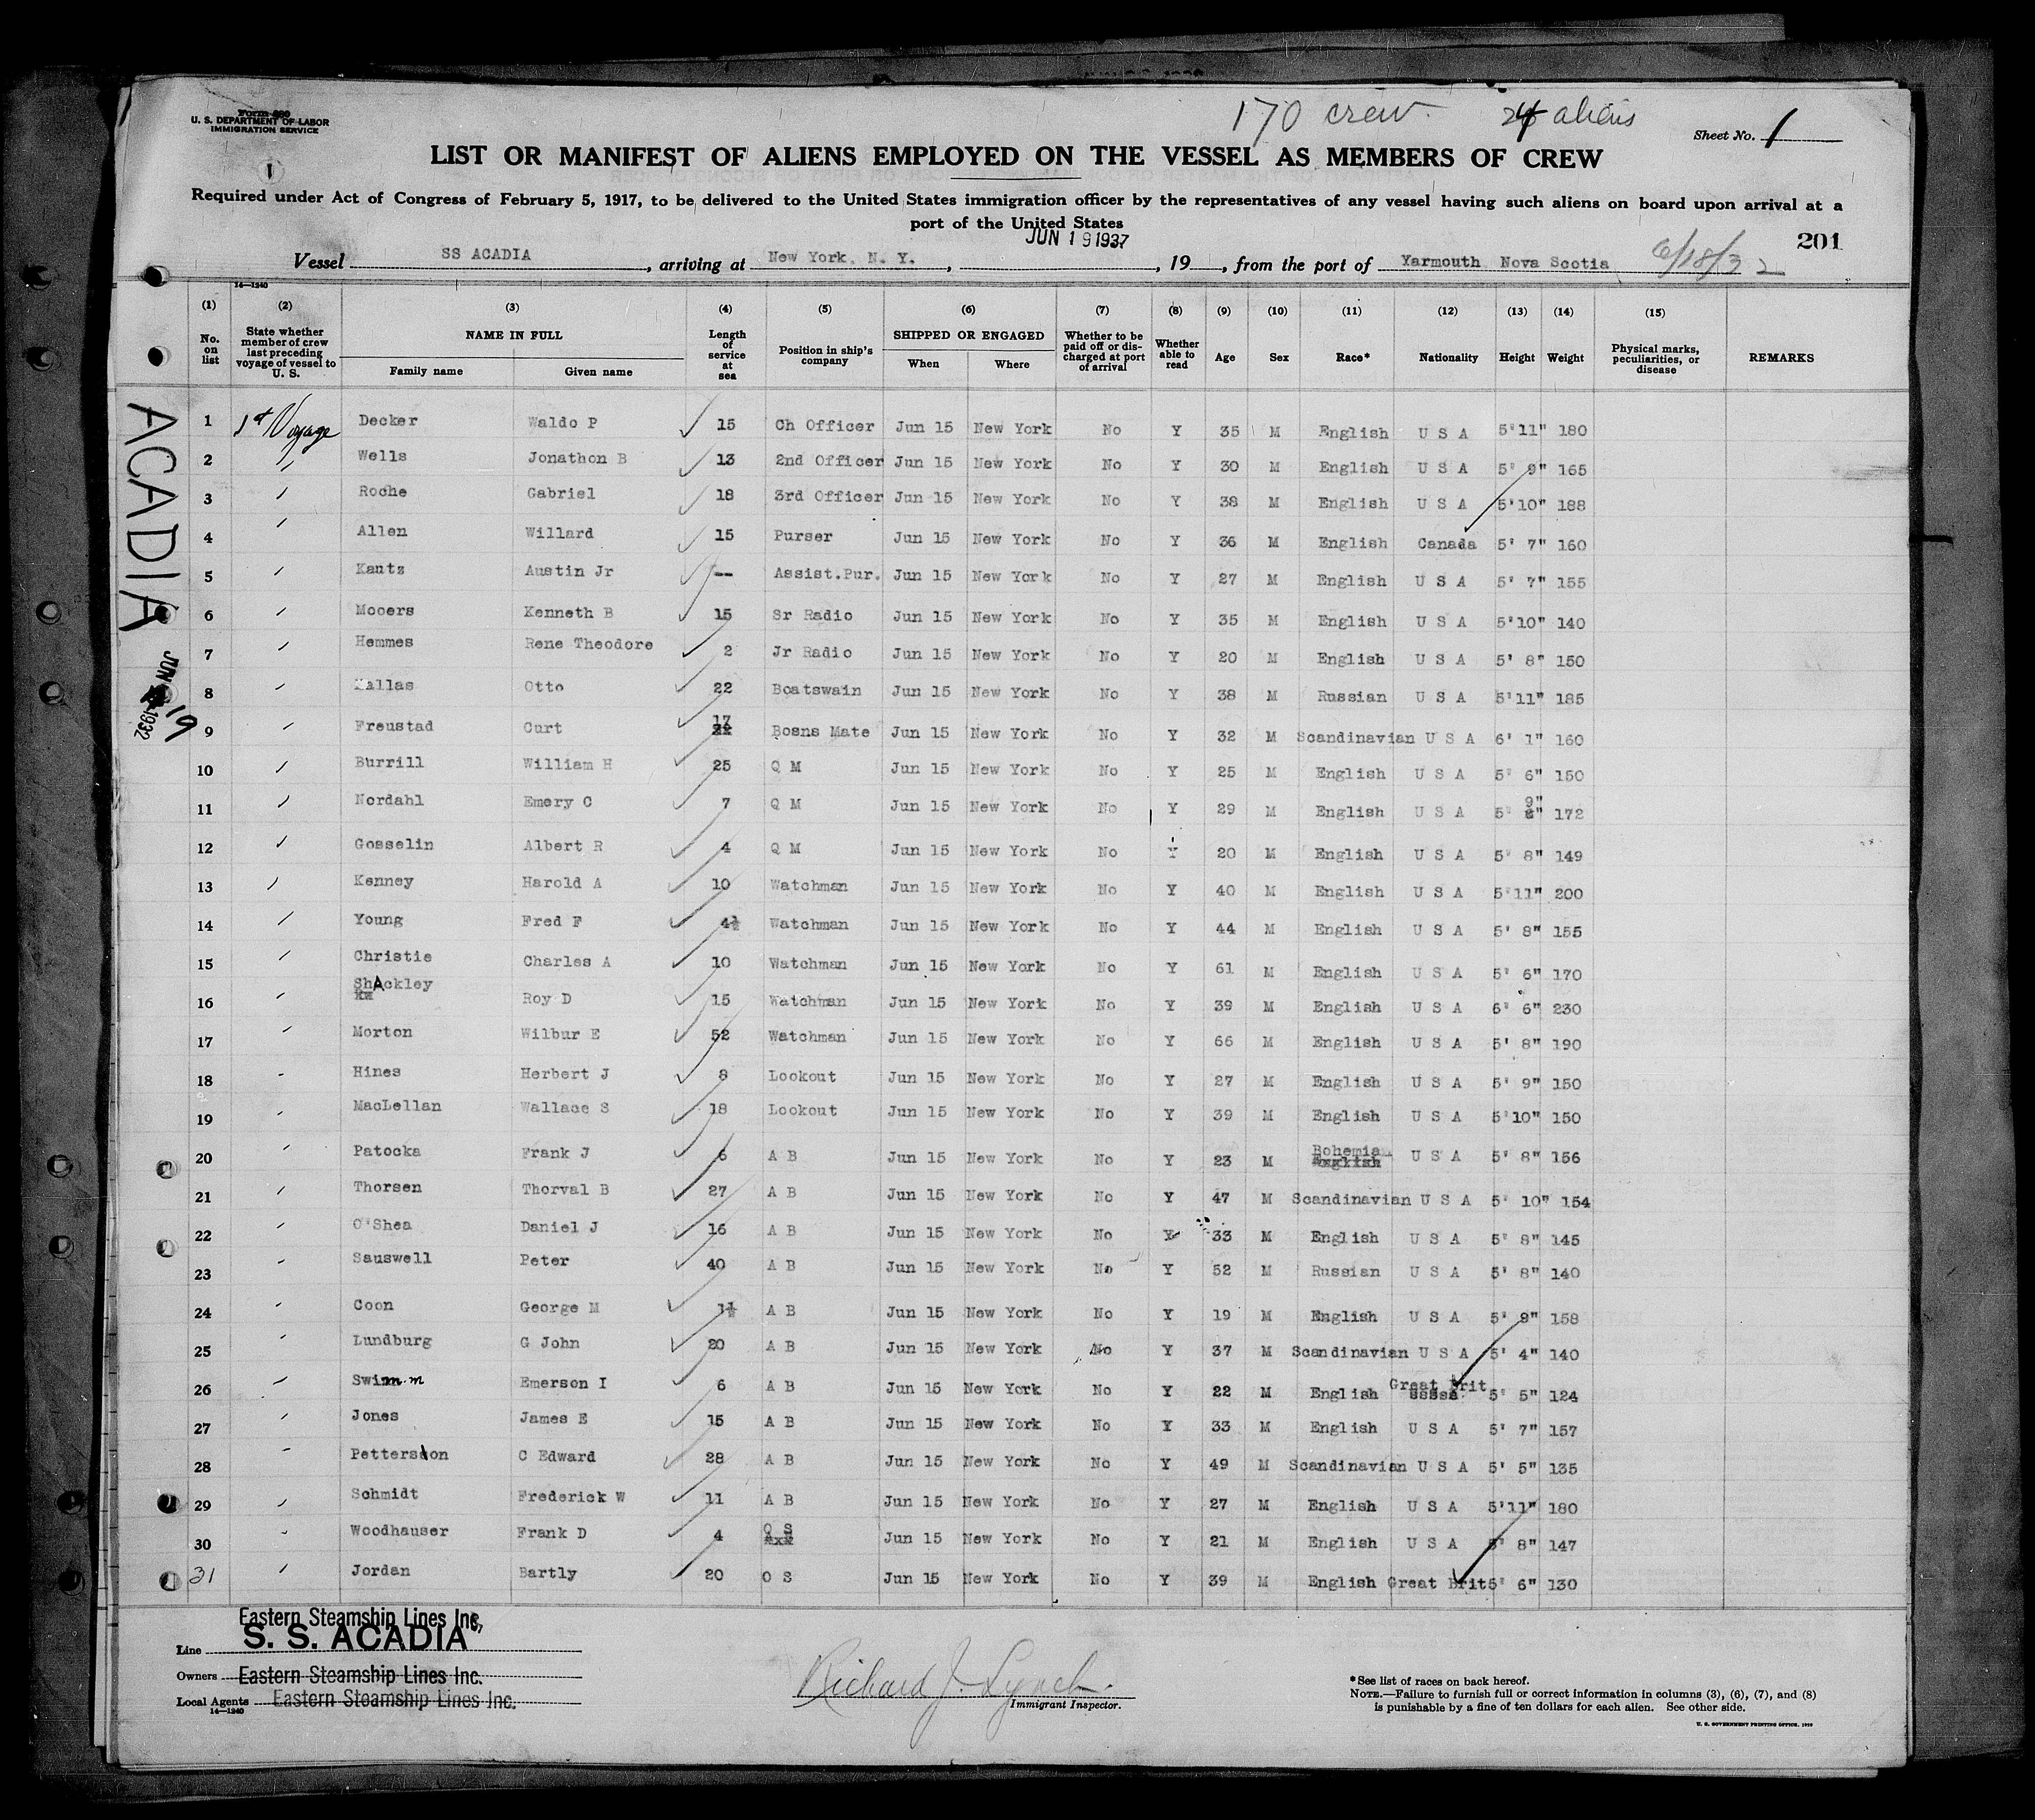 170 crew. 24 aliens
Form 680
U. S. DEPARTMENT OF LABOR
IMMIGRATION SERVICE
Sheet No. 1
1
LIST OR MANIFEST OF ALIENS EMPLOYED ON THE VESSEL AS MEMBERS OF CREW
Required under Act of Congress of February 5, 1917, to be delivered to the United States immigration officer by the representatives of any vessel having such aliens on board upon arrival at a
port of the United States
JUN 19 1937
201
Vessel SS ACADIA, arriving at New York, N. Y., , 19 , from the port of Yarmouth Nova Scotia 6/18/32
14—1240
(1) (2) (3) (4) (5) (6) (7) (8) (9) (10) (11) (12) (13) (14) (15)
No. on list State whether member of crew last preceding voyage of vessel to U. S. NAME IN FULL Length of service at sea Position in ship's company SHIPPED OR ENGAGED Whether to be paid off or discharged at port of arrival Whether able to read Age Sex Race* Nationality Height Weight Physical marks, peculiarities, or disease REMARKS
Family name Given name When Where
1 1st Voyage Decker Waldo P 15 Ch Officer Jun 15 New York No Y 35 M English U S A 5'11" 180
2 " Wells Jonathon B 13 2nd Officer Jun 15 New York No Y 30 M English U S A 5' 9" 165
3 Roche Gabriel 18 3rd Officer Jun 15 New York No Y 38 M English U S A 5'10" 188
4 Allen Willard 15 Purser Jun 15 New York No Y 36 M English Canada 5' 7" 160
5 Kantz Austin Jr -- Assist.Pur. Jun 15 New York No Y 27 M English U S A 5' 7" 155
6 Mooers Kenneth B 15 Sr Radio Jun 15 New York No Y 35 M English U S A 5'10" 140
7 Hemmes Rene Theodore 2 Jr Radio Jun 15 New York No Y 20 M English U S A 5' 8" 150
8 Kallas Otto 22 Boatswain Jun 15 New York No Y 38 M Russian U S A 5'11" 185
9 Freustad Curt 17 Bosns Mate Jun 15 New York No Y 32 M Scandinavian U S A 6' 1" 160
10 Burrill William H 25 Q M Jun 15 New York No Y 25 M English U S A 5' 6" 150
11 Nordahl Emery C 7 Q M Jun 15 New York No Y 29 M English U S A 5' 9" 172
12 Gosselin Albert R 4 Q M Jun 15 New York No Y 20 M English U S A 5' 8" 149
13 Kenney Harold A 10 Watchman Jun 15 New York No Y 40 M English U S A 5'11" 200
14 Young Fred F 4½ Watchman Jun 15 New York No Y 44 M English U S A 5' 8" 155
15 Christie Charles A 10 Watchman Jun 15 New York No Y 61 M English U S A 5' 6" 170
16 ShAckley Roy D 15 Watchman Jun 15 New York No Y 39 M English U S A 6' 6" 230
17 Morton Wilbur E 52 Watchman Jun 15 New York No Y 66 M English U S A 5' 8" 190
18 Hines Herbert J 8 Lookout Jun 15 New York No Y 27 M English U S A 5' 9" 150
19 MacLellan Wallace S 18 Lookout Jun 15 New York No Y 39 M English U S A 5'10" 150
20 Patocka Frank J 6 A B Jun 15 New York No Y 23 M Bohemia English U S A 5' 8" 156
21 Thorsen Thorval B 27 A B Jun 15 New York No Y 47 M Scandinavian U S A 5' 10" 154
22 O'Shea Daniel J 16 A B Jun 15 New York No Y 33 M English U S A 5' 8" 145
23 Sauswell Peter 40 A B Jun 15 New York No Y 52 M Russian U S A 5' 8" 140
24 Coon George M 1½ A B Jun 15 New York No Y 19 M English U S A 5' 9" 158
25 Lundburg G John 20 A B Jun 15 New York No Y 37 M Scandinavian U S A 5' 4" 140
26 Swimm Emerson I 6 A B Jun 15 New York No Y 22 M English Great Brit 5' 5" 124
27 Jones James E 15 A B Jun 15 New York No Y 33 M English U S A 5' 7" 157
28 Petterson C Edward 28 A B Jun 15 New York No Y 49 M Scandinavian U S A 5' 5" 135
29 Schmidt Frederick W 11 A B Jun 15 New York No Y 27 M English U S A 5'11" 180
30 Woodhauser Frank D 4 O S Jun 15 New York No Y 21 M English U S A 5' 8" 147
31 Jordan Bartly 20 O S Jun 15 New York No Y 39 M English Great Brit 5' 6" 130
ACADIA
JUN 19 1932
Eastern Steamship Lines Inc.
Line S. S. ACADIA
Owners Eastern Steamship Lines Inc.
Local Agents Eastern Steamship Lines Inc.
14—1240
Richard J. Lynch.
Immigrant Inspector.
*See list of races on back hereof.
NOTE.—Failure to furnish full or correct information in columns (3), (6), (7), and (8)
is punishable by a fine of ten dollars for each alien. See other side.
U. S. GOVERNMENT PRINTING OFFICE. 1929